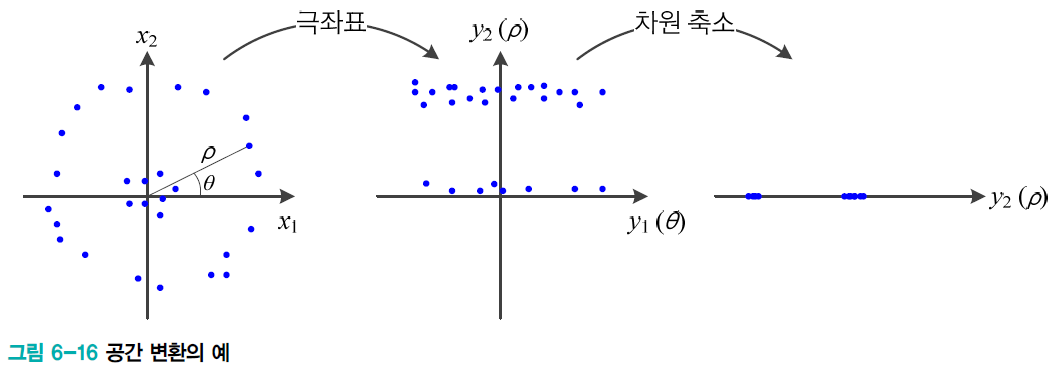 극좌표
차원 축소
x₂
y₂ (ρ)
ρ
θ
x₁
y₁ (θ)
y₂ (ρ)
그림 6-16 공간 변환의 예